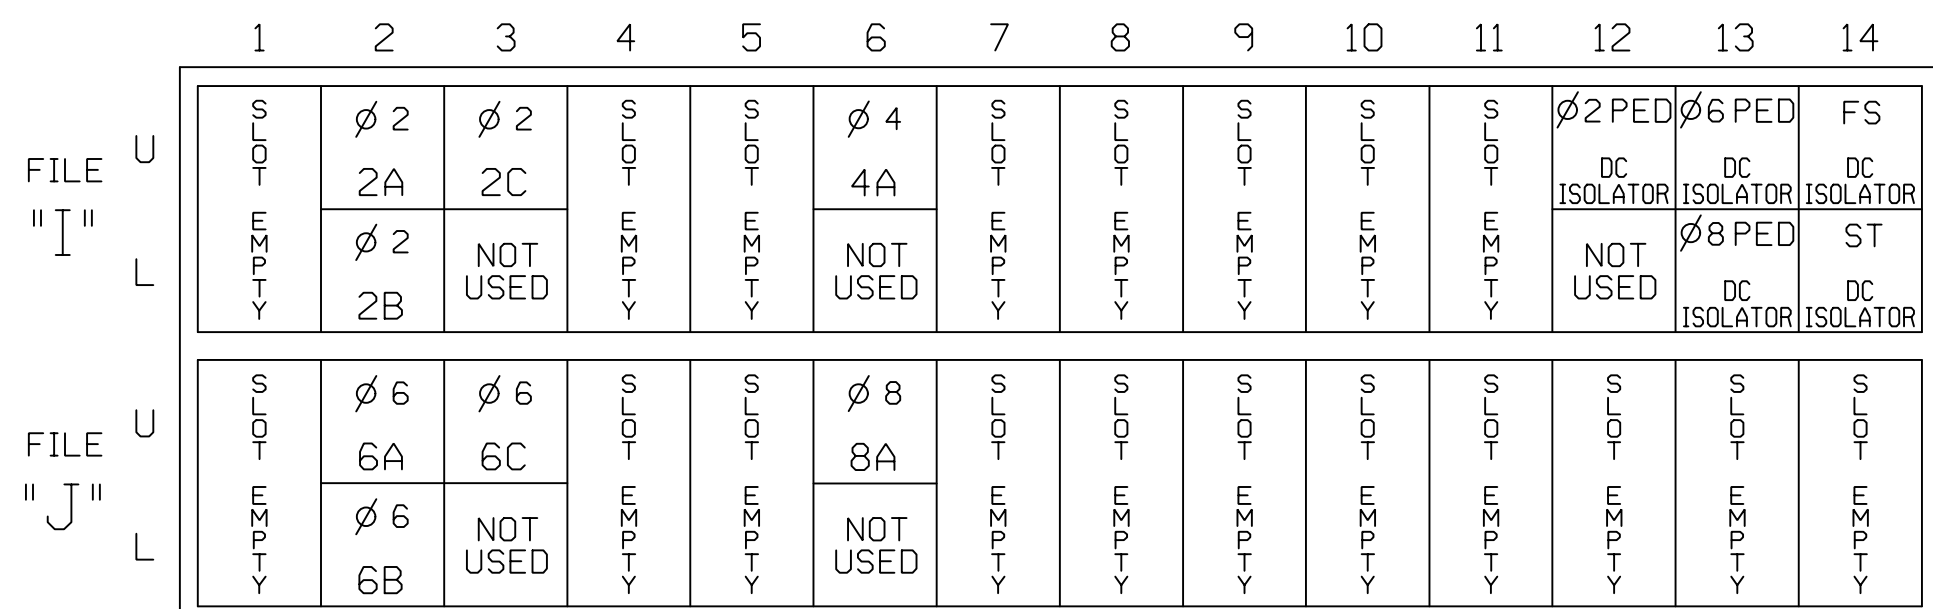 1 2 3 4 5 6 7 8 9 10 11 12 13 14
FILE "I"
U
L
SLOT EMPTY
Ø 2
2A
Ø 2
2B
Ø 2
2C
NOT
USED
SLOT EMPTY
SLOT EMPTY
Ø 4
4A
NOT
USED
SLOT EMPTY
SLOT EMPTY
SLOT EMPTY
SLOT EMPTY
SLOT EMPTY
Ø2 PED
DC
ISOLATOR
NOT
USED
Ø6 PED
DC
ISOLATOR
Ø8 PED
DC
ISOLATOR
FS
DC
ISOLATOR
ST
DC
ISOLATOR
FILE "J"
U
L
SLOT EMPTY
Ø 6
6A
Ø 6
6B
Ø 6
6C
NOT
USED
SLOT EMPTY
SLOT EMPTY
Ø 8
8A
NOT
USED
SLOT EMPTY
SLOT EMPTY
SLOT EMPTY
SLOT EMPTY
SLOT EMPTY
SLOT EMPTY
SLOT EMPTY
SLOT EMPTY